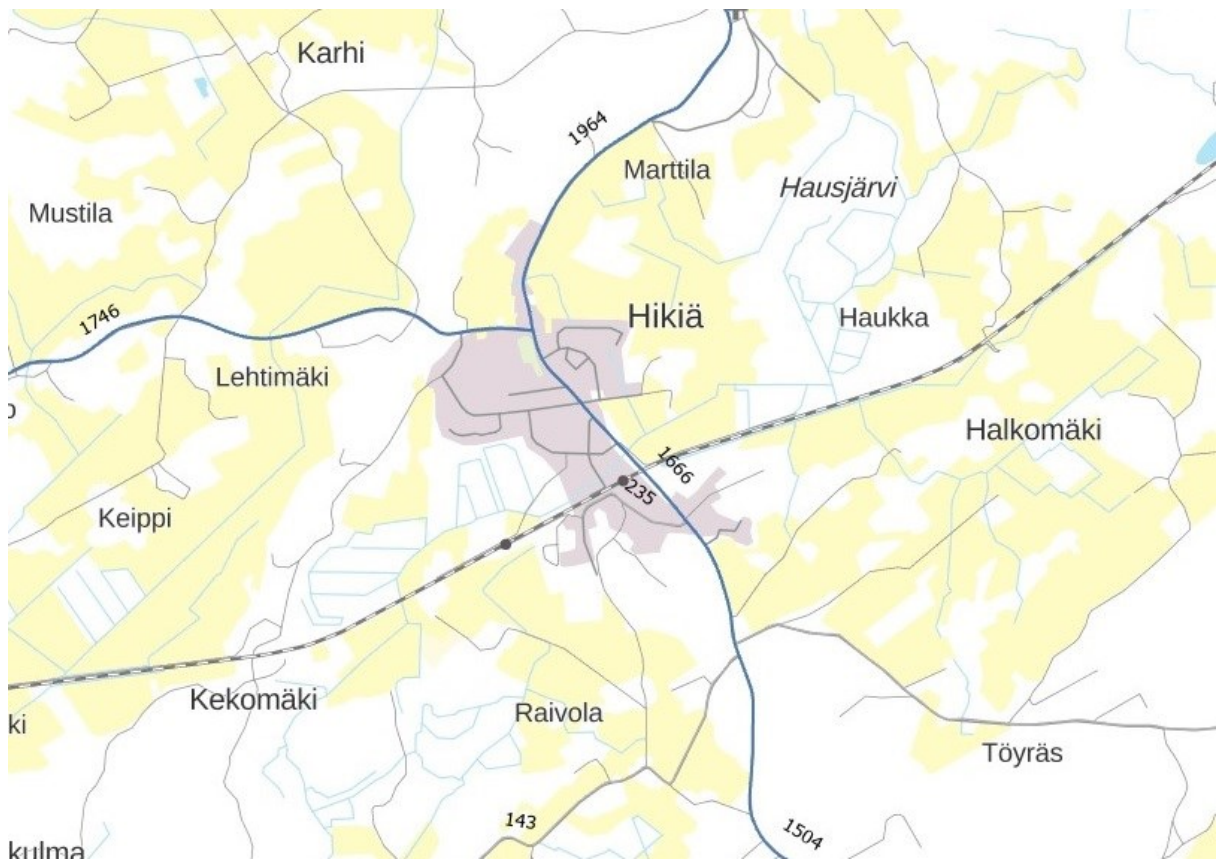 Karhi
1964
Marttila
Hausjärvi
Mustila
1746
Hikiä
Haukka
Lehtimäki
Halkomäki
1666
235
Keippi
Kekomäki
Raivola
ki
Töyräs
143
1504
kulma